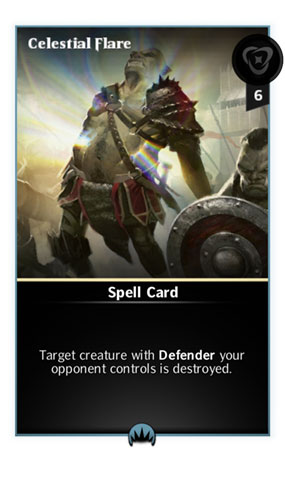 Celestial Flare
6
Spell Card
Target creature with Defender your
opponent controls is destroyed.